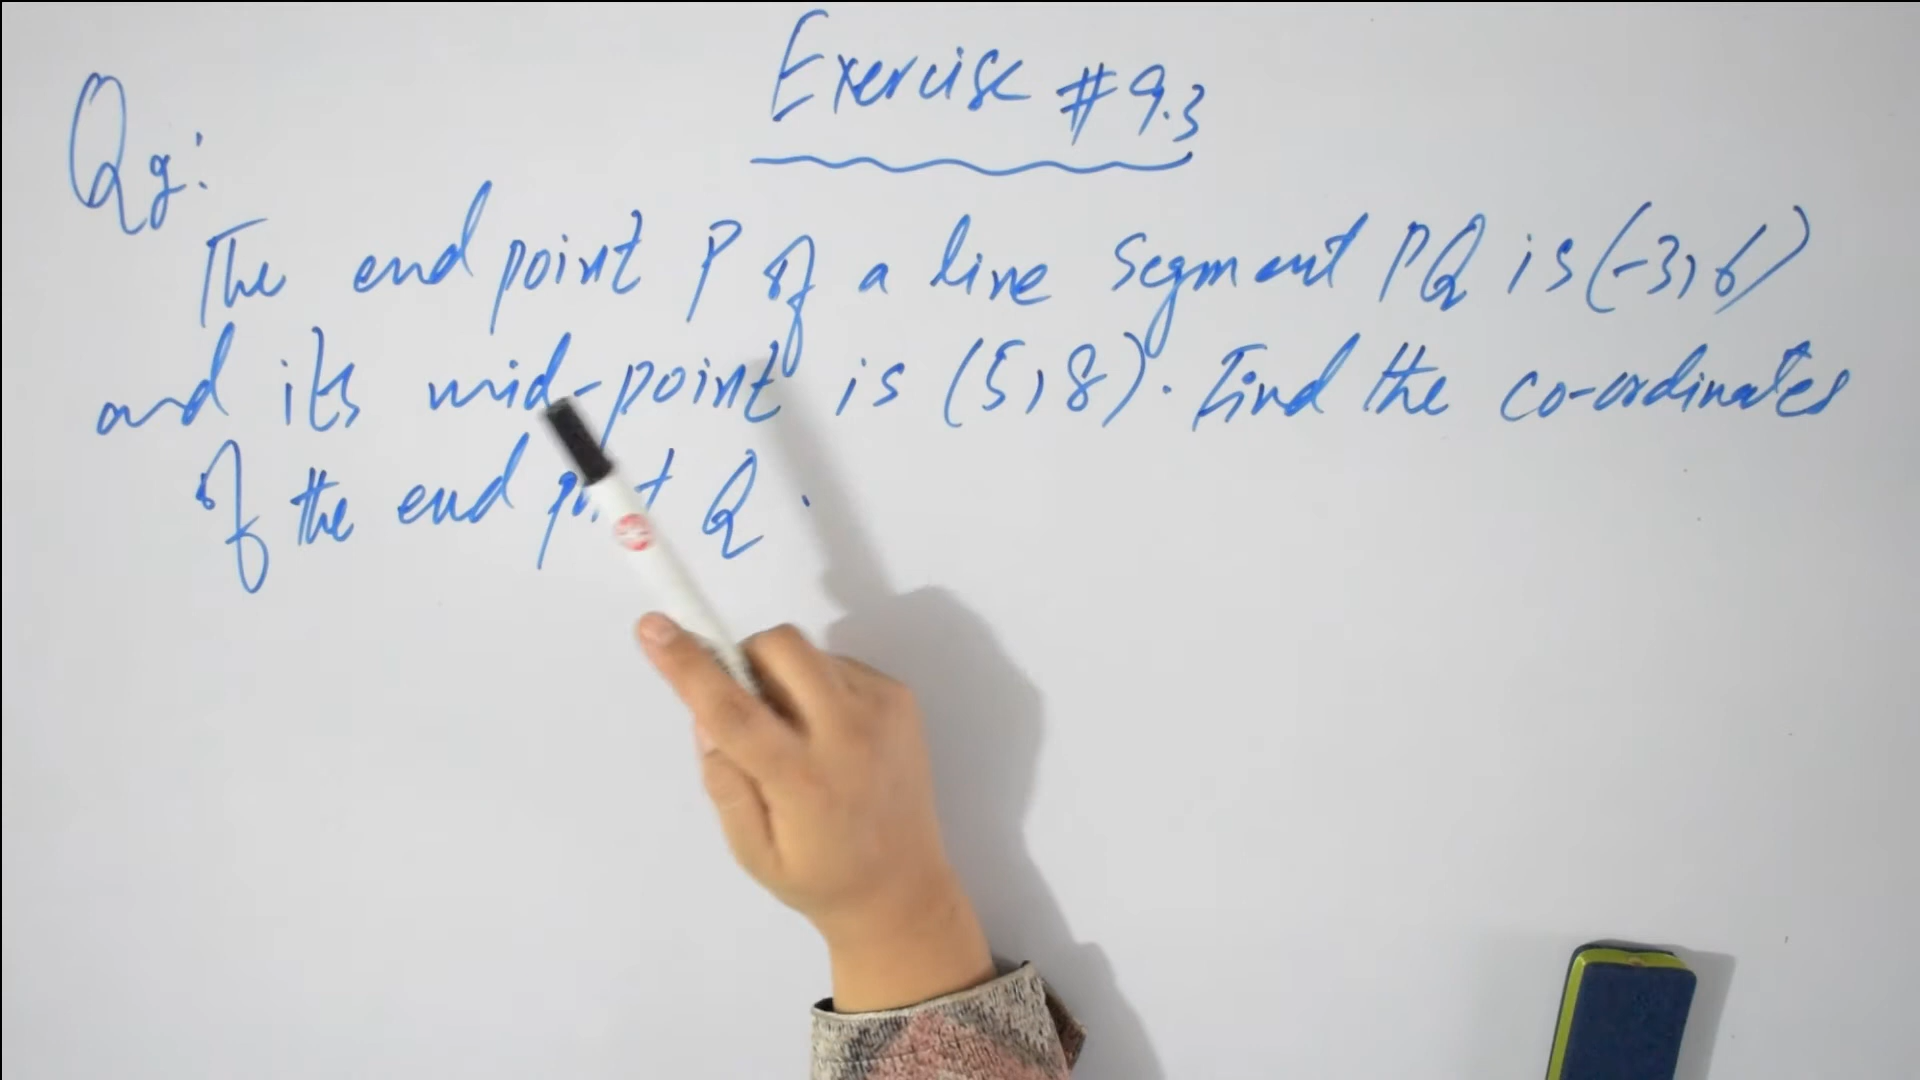 Exercise #9.3
Q9:
The end point P of a line segment PQ is (-3,6)
and its mid-point is (5,8). Find the co-ordinates
of the end point Q.